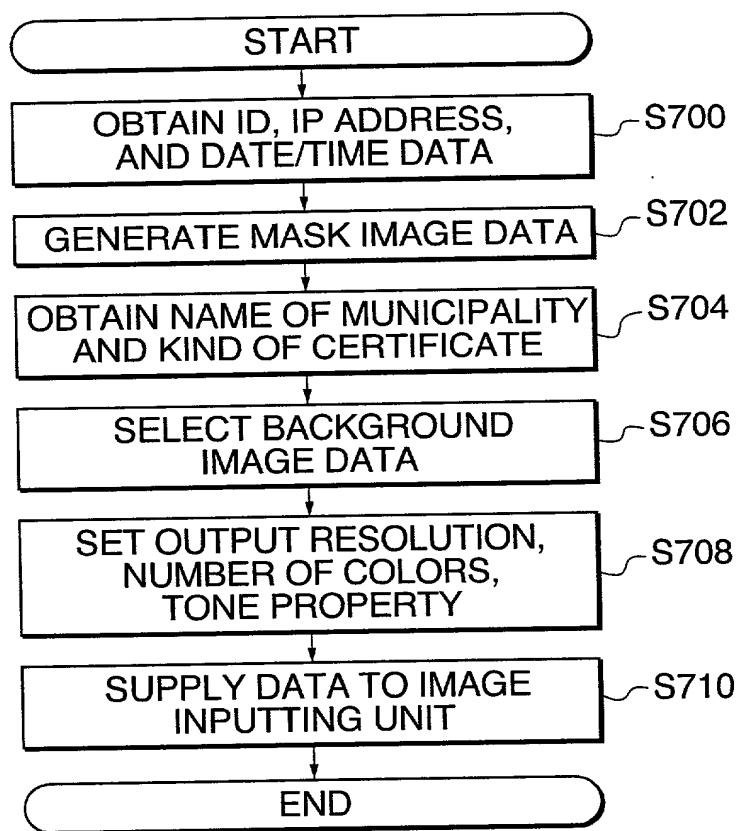 START
OBTAIN ID, IP ADDRESS,
AND DATE/TIME DATA
S700
GENERATE MASK IMAGE DATA
S702
OBTAIN NAME OF MUNICIPALITY
AND KIND OF CERTIFICATE
S704
SELECT BACKGROUND
IMAGE DATA
S706
SET OUTPUT RESOLUTION,
NUMBER OF COLORS,
TONE PROPERTY
S708
SUPPLY DATA TO IMAGE
INPUTTING UNIT
S710
END